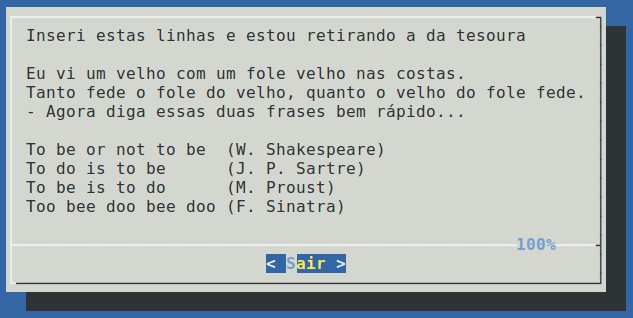 Inseri estas linhas e estou retirando a da tesoura
Eu vi um velho com um fole velho nas costas.
Tanto fede o fole do velho, quanto o velho do fole fede.
- Agora diga essas duas frases bem rápido...
To be or not to be  (W. Shakespeare)
To do is to be      (J. P. Sartre)
To be is to do      (M. Proust)
Too bee doo bee doo (F. Sinatra)
100%
< Sair >